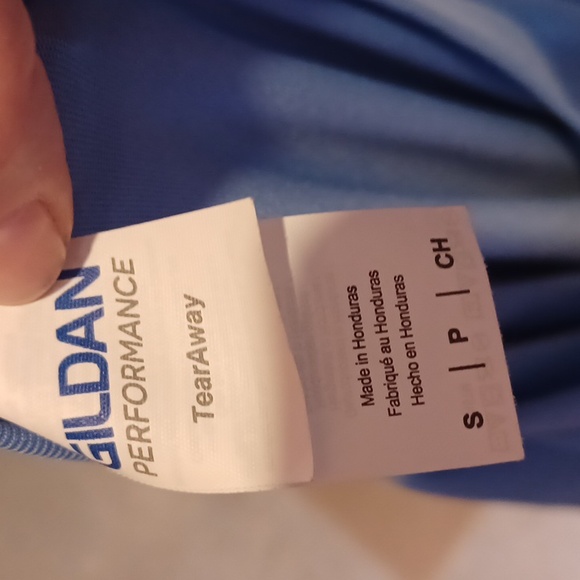 GILDAN
PERFORMANCE
TearAway
Made in Honduras
Fabriqué au Honduras
Hecho en Honduras
S | P | CH